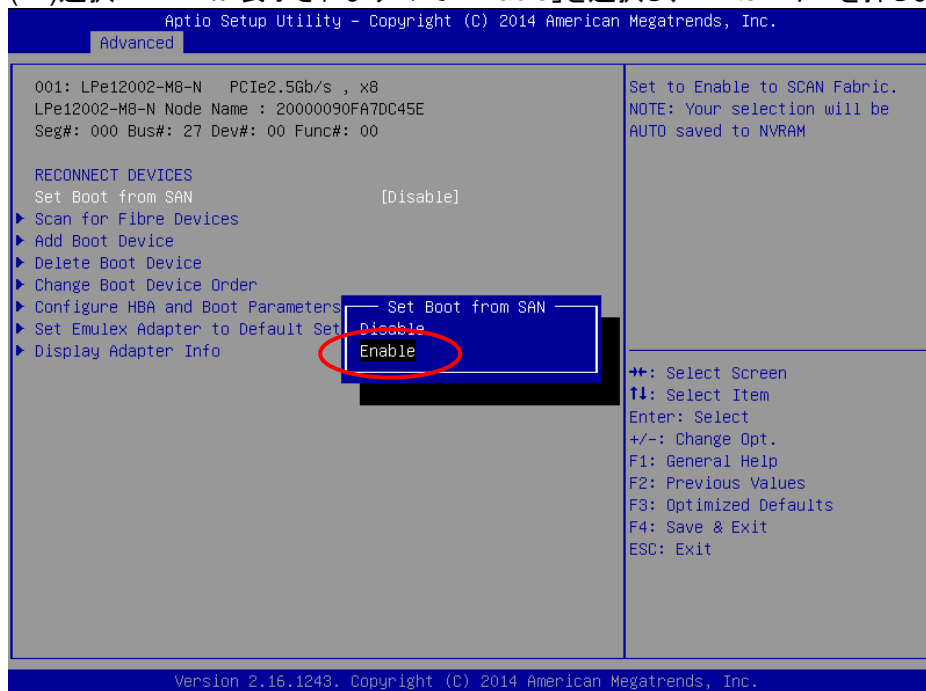 Aptio Setup Utility – Copyright (C) 2014 American Megatrends, Inc.
Advanced
001: LPe12002-M8-N PCIe2.5Gb/s , x8
LPe12002-M8-N Node Name : 20000090FA7DC45E
Seg#: 000 Bus#: 27 Dev#: 00 Func#: 00
RECONNECT DEVICES
Set Boot from SAN [Disable]
Scan for Fibre Devices
Add Boot Device
Delete Boot Device
Change Boot Device Order
Configure HBA and Boot Parameters
Set Emulex Adapter to Default Set
Display Adapter Info
Set Boot from SAN
Disable
Enable
Set to Enable to SCAN Fabric.
NOTE: Your selection will be
AUTO saved to NVRAM
→←: Select Screen
↑↓: Select Item
Enter: Select
+/-: Change Opt.
F1: General Help
F2: Previous Values
F3: Optimized Defaults
F4: Save & Exit
ESC: Exit
Version 2.16.1243. Copyright (C) 2014 American Megatrends, Inc.